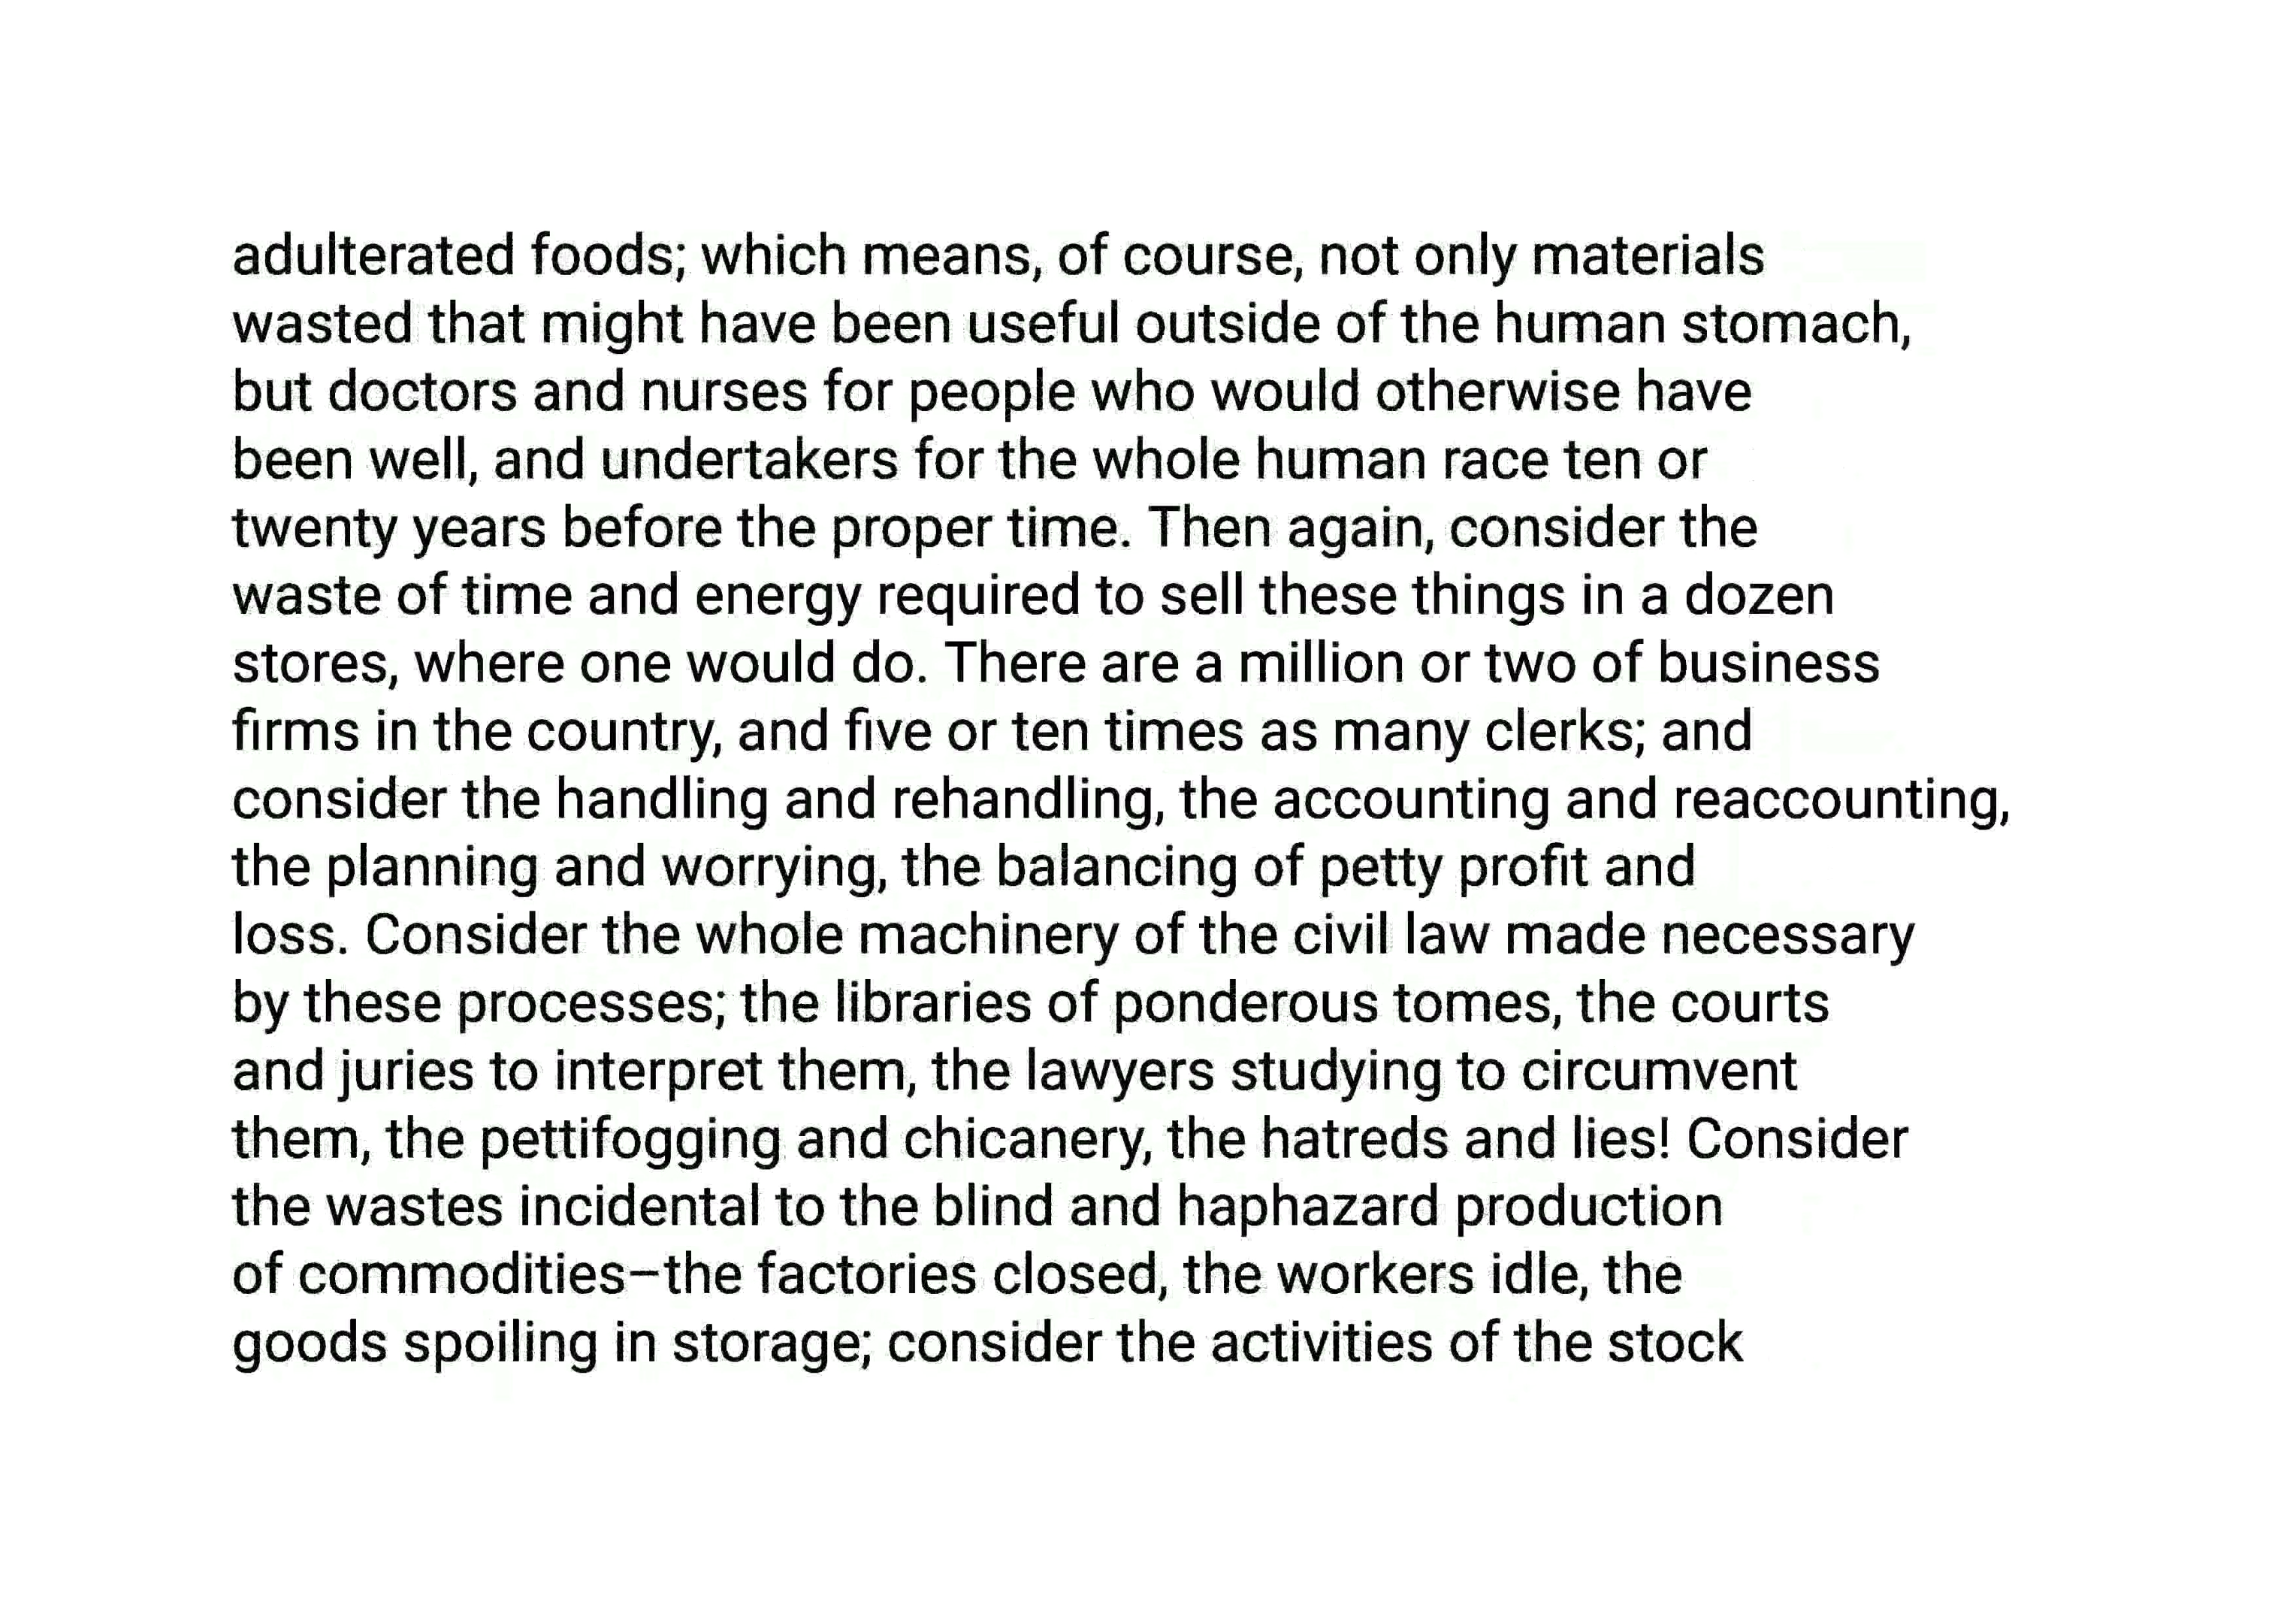 adulterated foods; which means, of course, not only materials
wasted that might have been useful outside of the human stomach,
but doctors and nurses for people who would otherwise have
been well, and undertakers for the whole human race ten or
twenty years before the proper time. Then again, consider the
waste of time and energy required to sell these things in a dozen
stores, where one would do. There are a million or two of business
firms in the country, and five or ten times as many clerks; and
consider the handling and rehandling, the accounting and reaccounting,
the planning and worrying, the balancing of petty profit and
loss. Consider the whole machinery of the civil law made necessary
by these processes; the libraries of ponderous tomes, the courts
and juries to interpret them, the lawyers studying to circumvent
them, the pettifogging and chicanery, the hatreds and lies! Consider
the wastes incidental to the blind and haphazard production
of commodities–the factories closed, the workers idle, the
goods spoiling in storage; consider the activities of the stock